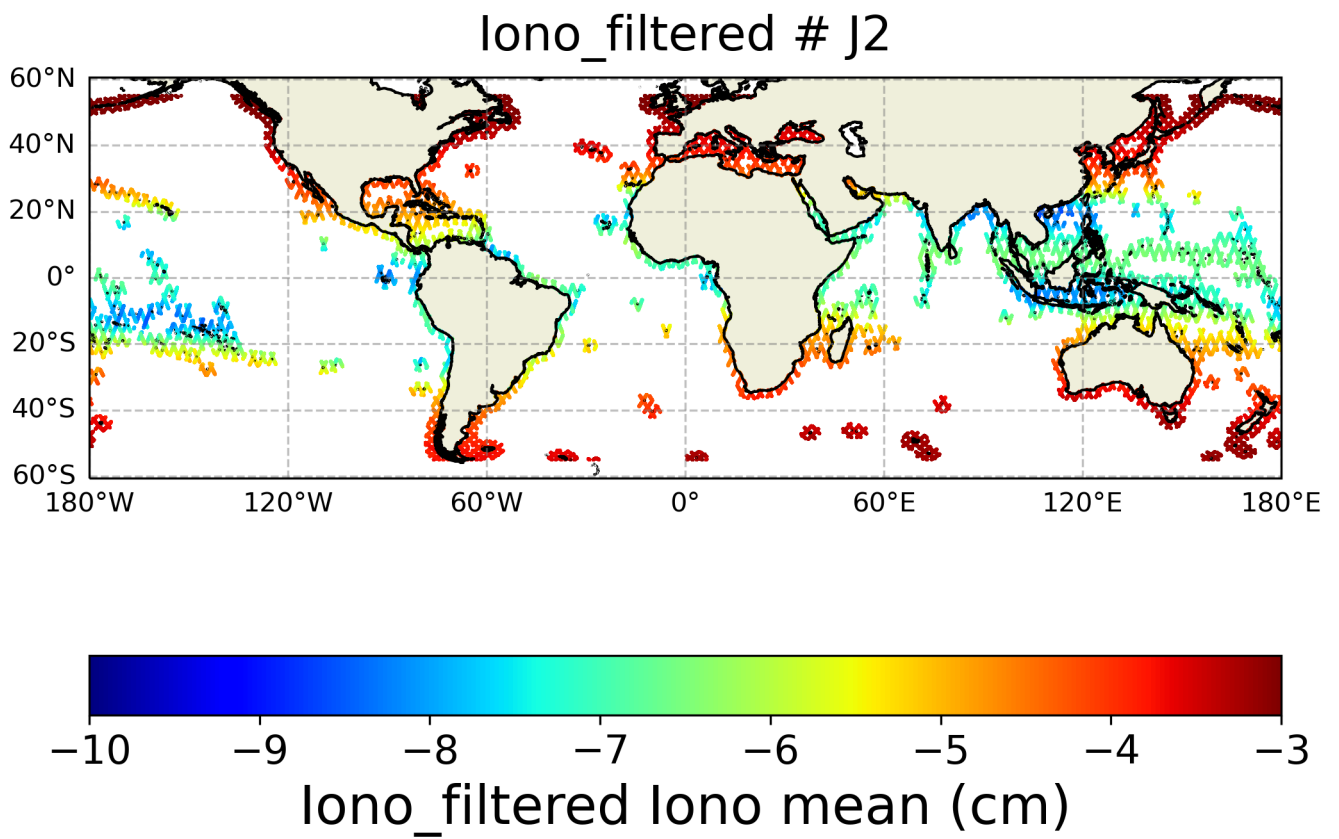 Iono_filtered # J2
60°N
40°N
20°N
0°
20°S
40°S
60°S
180°W 120°W 60°W 0° 60°E 120°E 180°E
−10 −9 −8 −7 −6 −5 −4 −3
Iono_filtered Iono mean (cm)